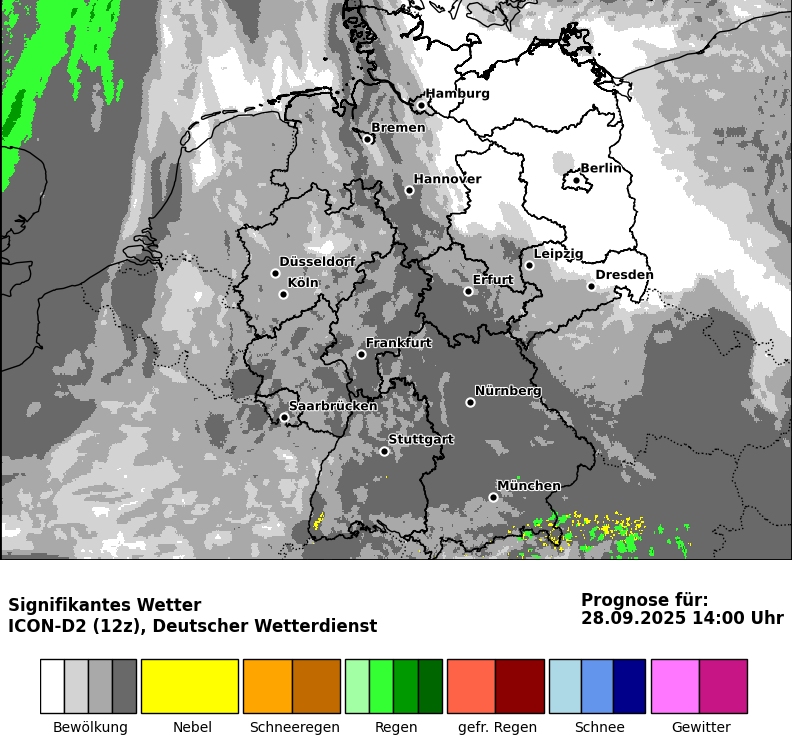 Hamburg
Bremen
Berlin
Hannover
Leipzig
Düsseldorf
Dresden
Köln
Erfurt
Frankfurt
Nürnberg
Saarbrücken
Stuttgart
München
Signifikantes Wetter
ICON-D2 (12z), Deutscher Wetterdienst
Prognose für:
28.09.2025 14:00 Uhr
Bewölkung Nebel Schneeregen Regen gefr. Regen Schnee Gewitter